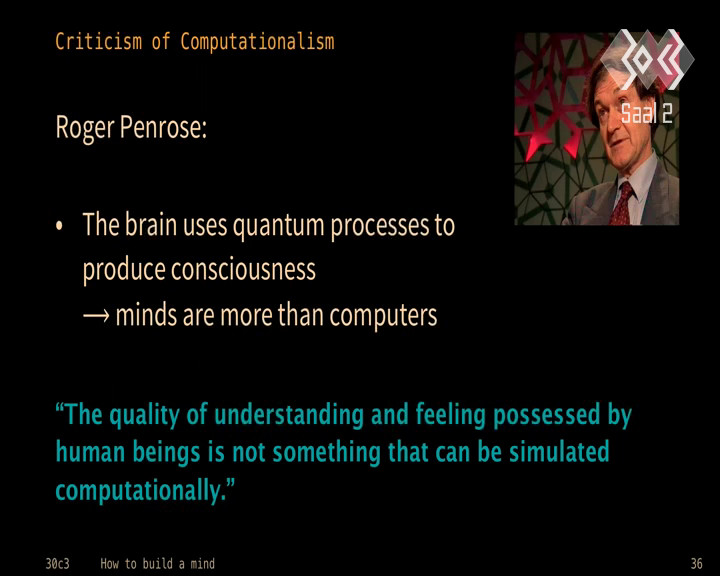 Criticism of Computationalism
Saal 2
Roger Penrose:
• The brain uses quantum processes to
produce consciousness
→ minds are more than computers
“The quality of understanding and feeling possessed by
human beings is not something that can be simulated
computationally.”
30c3 How to build a mind 36